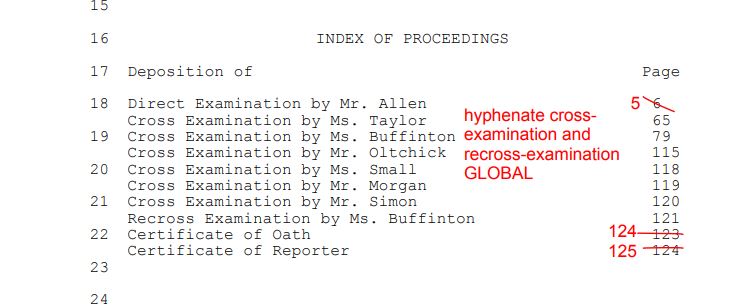 15
16 INDEX OF PROCEEDINGS
17 Deposition of Page
18 Direct Examination by Mr. Allen 5 6
Cross Examination by Ms. Taylor 65
19 Cross Examination by Ms. Buffinton 79
Cross Examination by Mr. Oltchick 115
20 Cross Examination by Ms. Small 118
Cross Examination by Mr. Morgan 119
21 Cross Examination by Mr. Simon 120
Recross Examination by Ms. Buffinton 121
22 Certificate of Oath 124 123
Certificate of Reporter 125 124
23
24
hyphenate cross-
examination and
recross-examination
GLOBAL